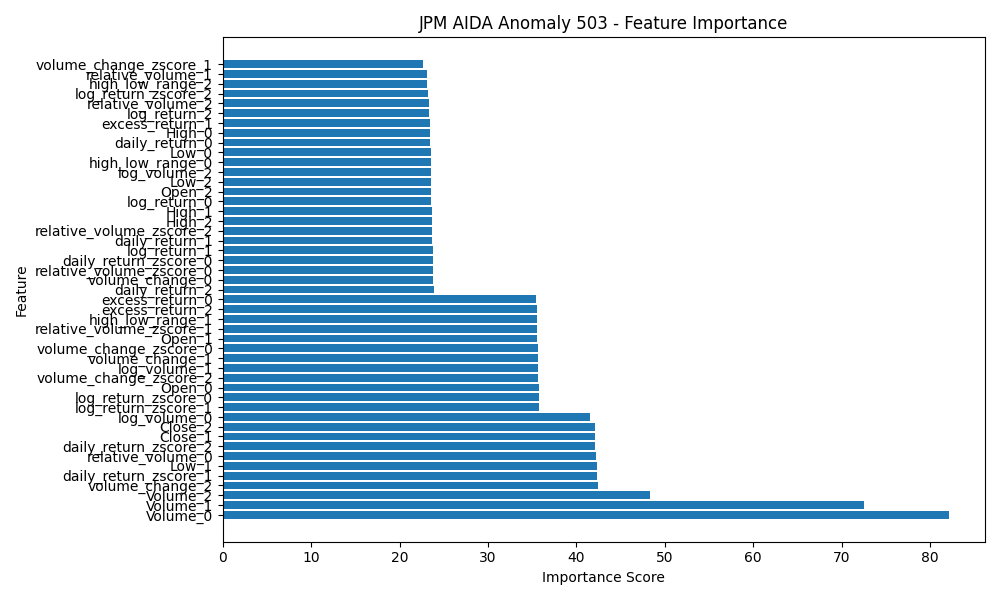 JPM AIDA Anomaly 503 - Feature Importance
volume_change_zscore_1
relative_volume_1
high_low_range_2
log_return_zscore_2
relative_volume_2
log_return_2
excess_return_1
High_0
daily_return_0
Low_0
high_low_range_0
log_volume_2
Low_2
Open_2
log_return_0
High_1
High_2
relative_volume_zscore_2
daily_return_1
log_return_1
daily_return_zscore_0
relative_volume_zscore_0
volume_change_0
daily_return_2
excess_return_0
excess_return_2
high_low_range_1
relative_volume_zscore_1
Open_1
volume_change_zscore_0
volume_change_1
log_volume_1
volume_change_zscore_2
Open_0
log_return_zscore_0
log_return_zscore_1
log_volume_0
Close_2
Close_1
daily_return_zscore_2
relative_volume_0
Low_1
daily_return_zscore_1
volume_change_2
Volume_2
Volume_1
Volume_0
Feature
0 10 20 30 40 50 60 70 80
Importance Score